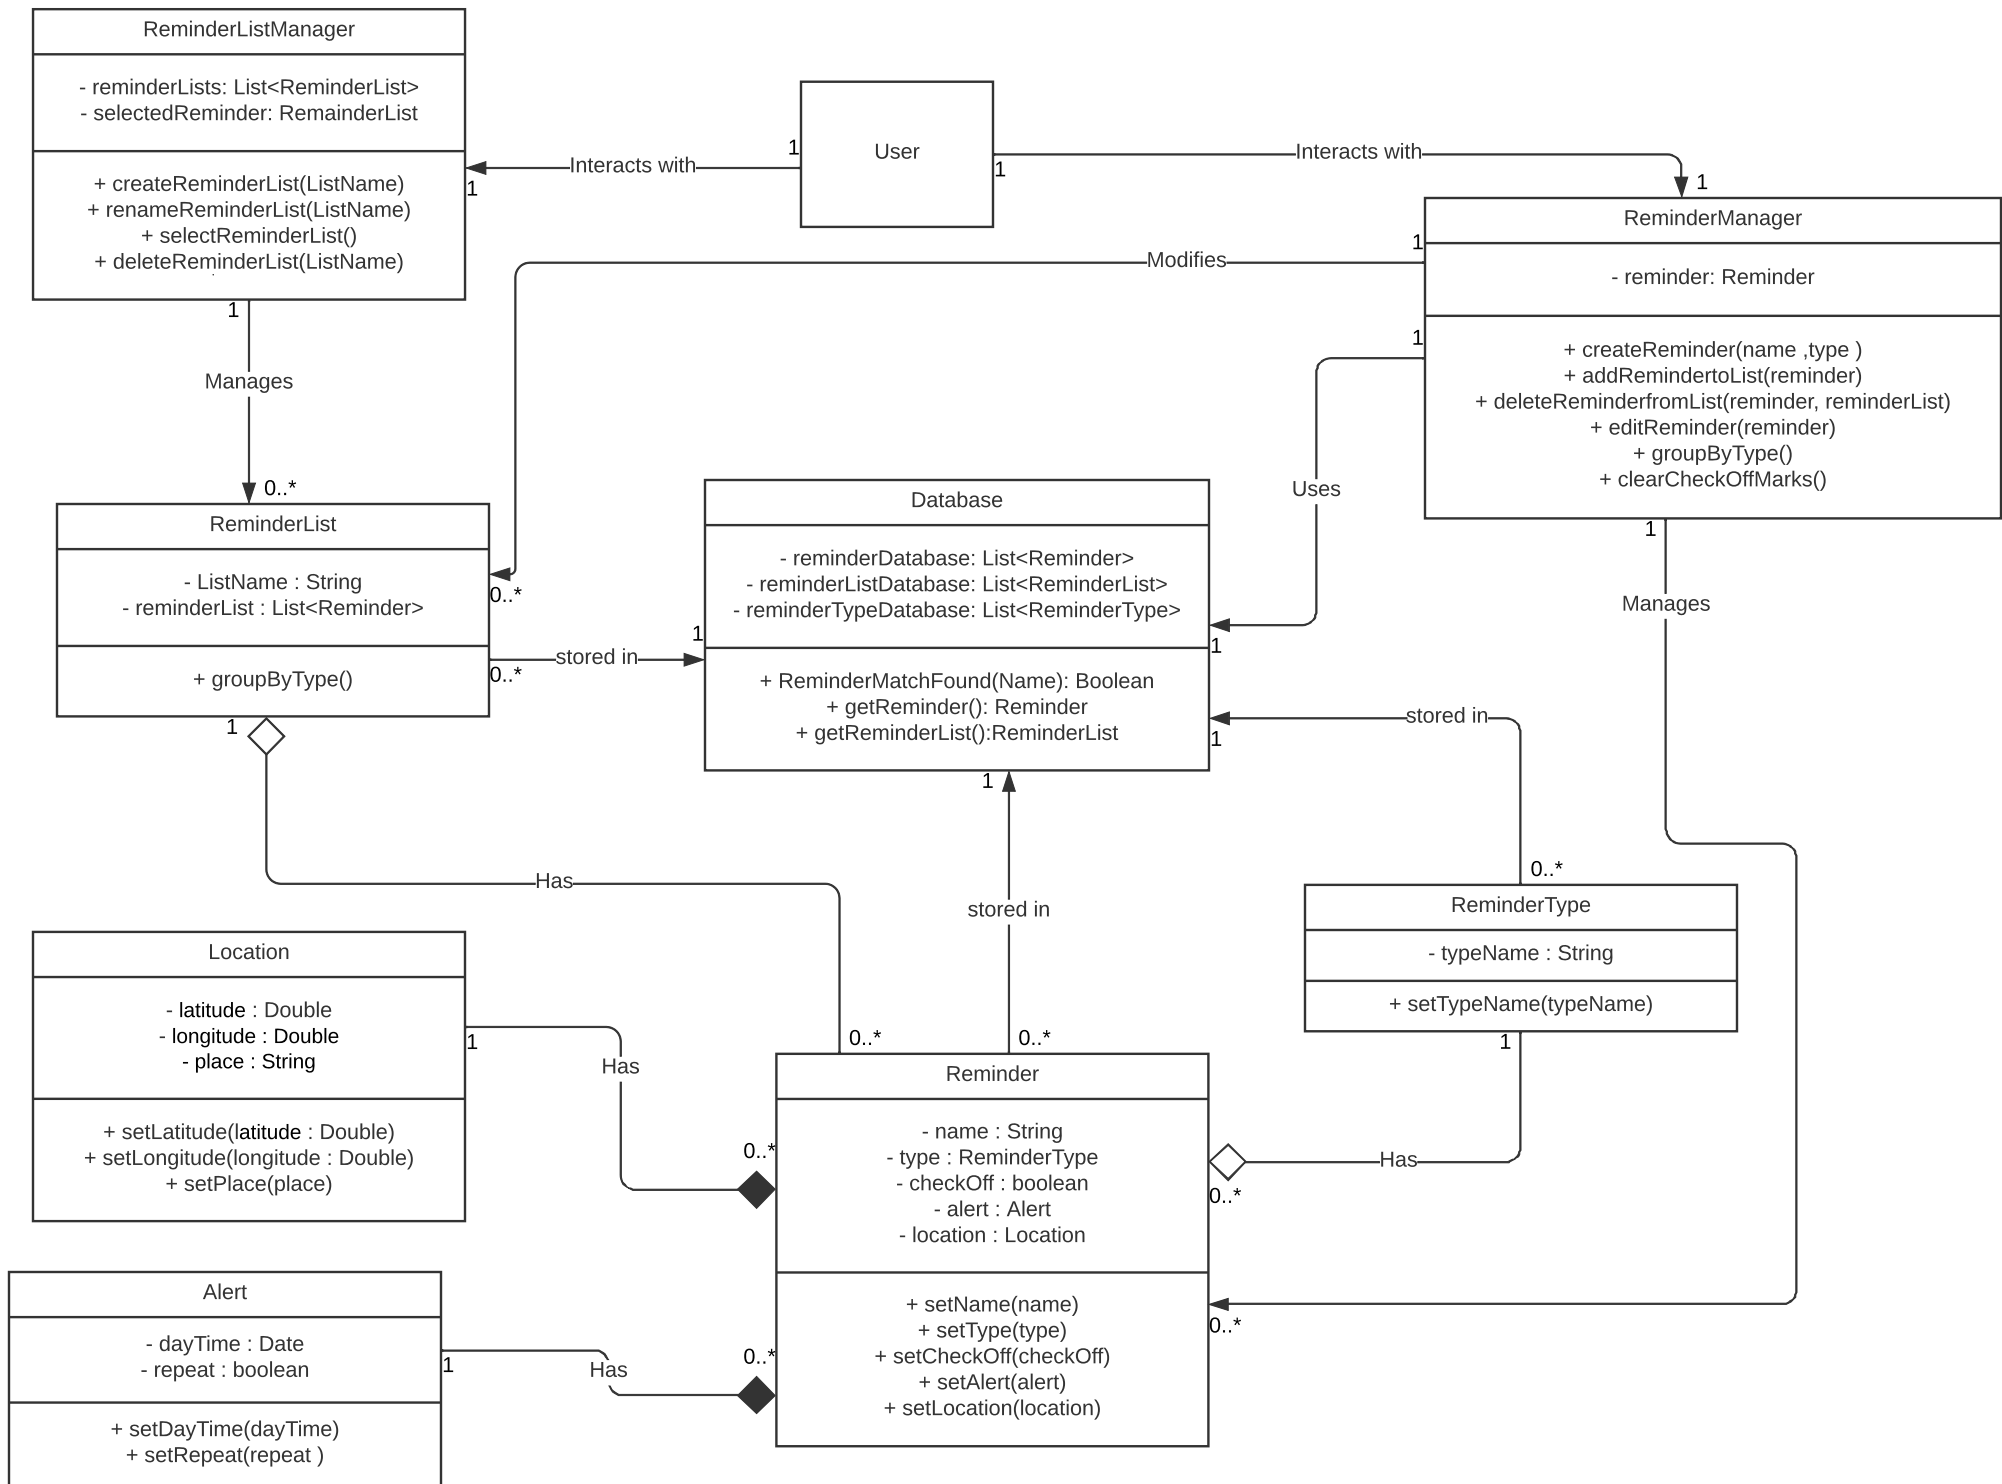 ReminderListManager
- reminderLists: List<ReminderList>
- selectedReminder: RemainderList
+ createReminderList(ListName)
+ renameReminderList(ListName)
+ selectReminderList()
+ deleteReminderList(ListName)
User
1
Interacts with
1
1
Interacts with
1
ReminderManager
- reminder: Reminder
+ createReminder(name ,type )
+ addRemindertoList(reminder)
+ deleteReminderfromList(reminder, reminderList)
+ editReminder(reminder)
+ groupByType()
+ clearCheckOffMarks()
1
Modifies
0..*
1
Uses
1
1
Manages
0..*
1
Manages
0..*
ReminderList
- ListName : String
- reminderList : List<Reminder>
+ groupByType()
0..*
stored in
1
Database
- reminderDatabase: List<Reminder>
- reminderListDatabase: List<ReminderList>
- reminderTypeDatabase: List<ReminderType>
+ ReminderMatchFound(Name): Boolean
+ getReminder(): Reminder
+ getReminderList():ReminderList
1
stored in
0..*
1
stored in
0..*
1
Has
0..*
ReminderType
- typeName : String
+ setTypeName(typeName)
1
Has
0..*
Location
- latitude : Double
- longitude : Double
- place : String
+ setLatitude(latitude : Double)
+ setLongitude(longitude : Double)
+ setPlace(place)
1
Has
0..*
Reminder
- name : String
- type : ReminderType
- checkOff : boolean
- alert : Alert
- location : Location
+ setName(name)
+ setType(type)
+ setCheckOff(checkOff)
+ setAlert(alert)
+ setLocation(location)
Alert
- dayTime : Date
- repeat : boolean
+ setDayTime(dayTime)
+ setRepeat(repeat )
1
Has
0..*